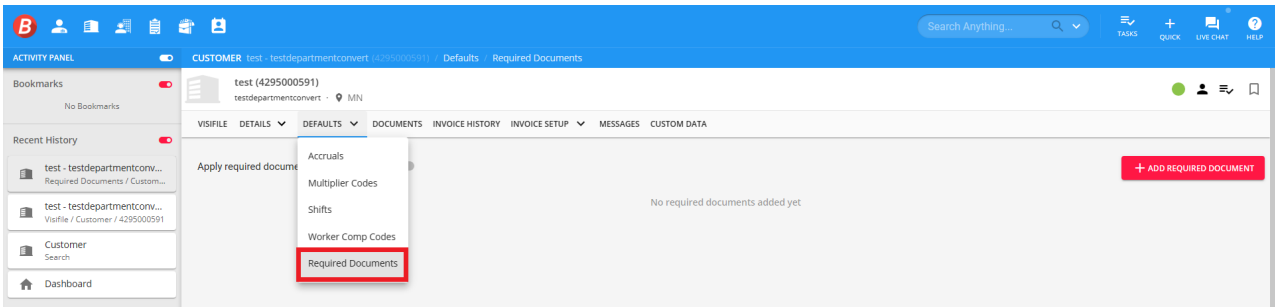 B
Search Anything...
TASKS
QUICK
LIVE CHAT
HELP
ACTIVITY PANEL
CUSTOMER test - testdepartmentconvert (4295000591) / Defaults / Required Documents
Bookmarks
No Bookmarks
test (4295000591)
testdepartmentconvert · MN
VISIFILE DETAILS DEFAULTS DOCUMENTS INVOICE HISTORY INVOICE SETUP MESSAGES CUSTOM DATA
Recent History
test - testdepartmentconv...
Required Documents / Custom...
test - testdepartmentconv...
Visifile / Customer / 4295000591
Customer
Search
Dashboard
Apply required docume
Accruals
Multiplier Codes
Shifts
Worker Comp Codes
Required Documents
+ ADD REQUIRED DOCUMENT
No required documents added yet